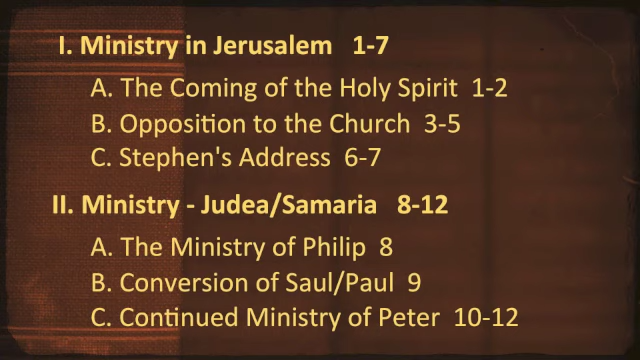 I. Ministry in Jerusalem 1-7
A. The Coming of the Holy Spirit 1-2
B. Opposition to the Church 3-5
C. Stephen's Address 6-7
II. Ministry - Judea/Samaria 8-12
A. The Ministry of Philip 8
B. Conversion of Saul/Paul 9
C. Continued Ministry of Peter 10-12